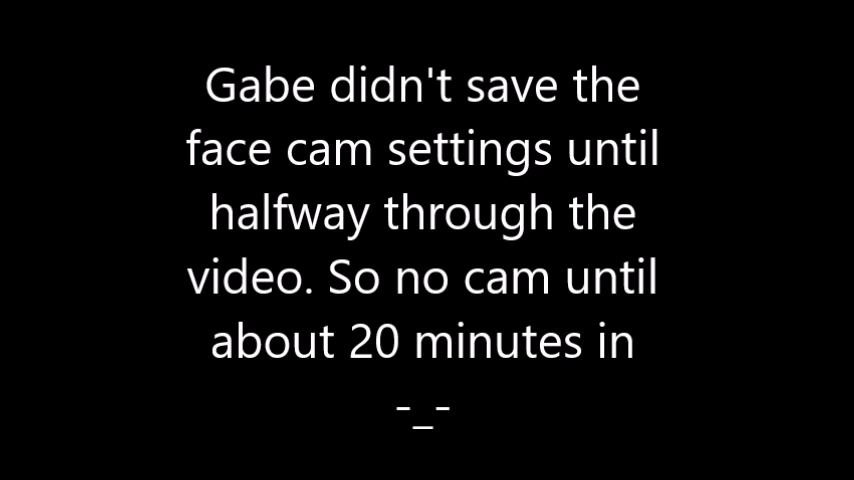 Gabe didn't save the
face cam settings until
halfway through the
video. So no cam until
about 20 minutes in
-_-